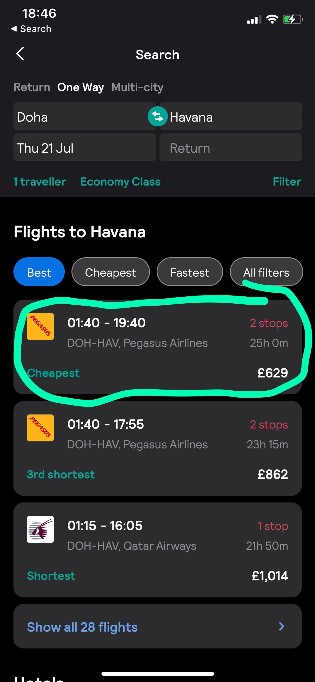 18:46
Search
Search
Return One Way Multi-city
Doha Havana
Thu 21 Jul Return
1 traveller Economy Class Filter
Flights to Havana
Best Cheapest Fastest All filters
PEGASUS
01:40 - 19:40 2 stops
DOH-HAV, Pegasus Airlines 25h 0m
Cheapest £629
PEGASUS
01:40 - 17:55 2 stops
DOH-HAV, Pegasus Airlines 23h 15m
3rd shortest £862
01:15 - 16:05 1 stop
DOH-HAV, Qatar Airways 21h 50m
Shortest £1,014
Show all 28 flights
Hotels